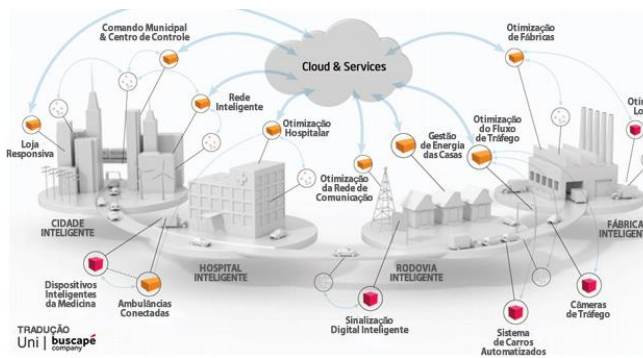 Comando Municipal
& Centro de Controle
Cloud & Services
Otimização
de Fábricas
Rede
Inteligente
Loja
Responsiva
Otimização
Hospitalar
Otimização
da Rede de
Comunicação
Gestão
de Energia
das Casas
Otimização
do Fluxo
de Tráfego
CIDADE
INTELIGENTE
HOSPITAL
INTELIGENTE
RODOVIA
INTELIGENTE
FÁBRICA
Dispositivos
Inteligentes
da Medicina
Ambulâncias
Conectadas
Sinalização
Digital Inteligente
Sistema
de Carros
Automatizados
Câmeras
de Tráfego
TRADUÇÃO
Uni | buscapé
company